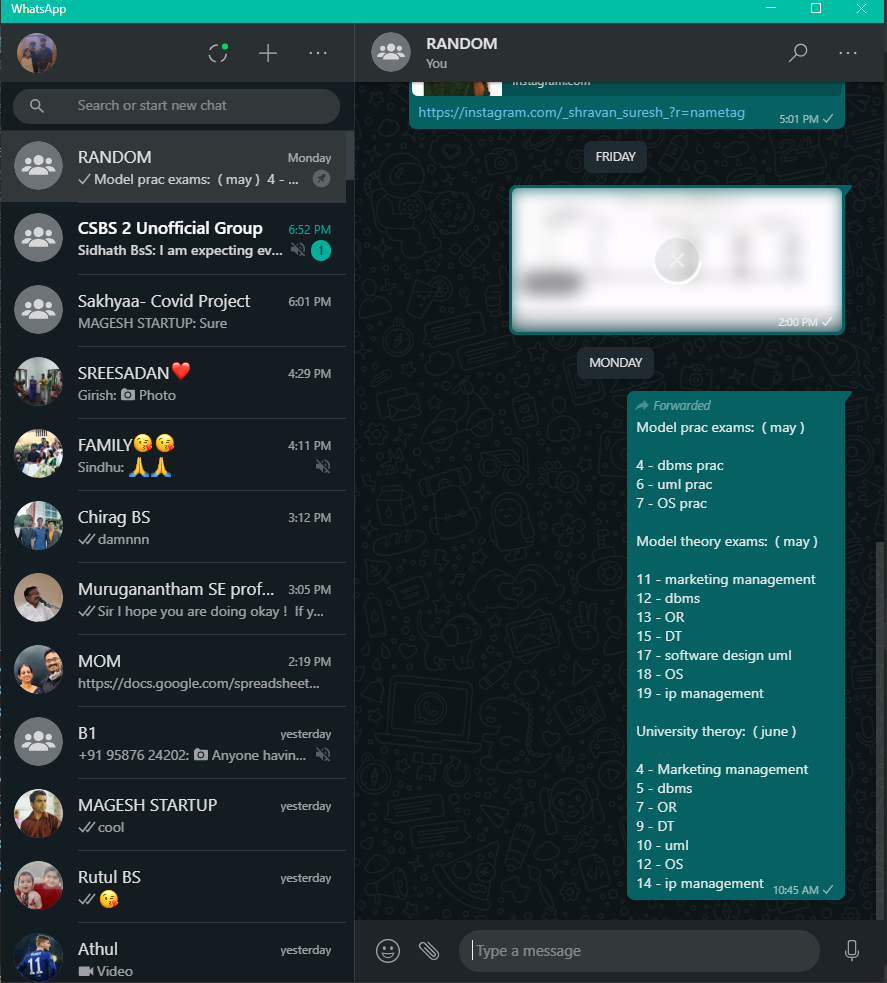 WhatsApp
Search or start new chat
RANDOM
Monday
Model prac exams: ( may ) 4 - ...
CSBS 2 Unofficial Group
6:52 PM
Sidhath BsS: I am expecting ev...
1
Sakhyaa- Covid Project
6:01 PM
MAGESH STARTUP: Sure
SREESADAN❤️
4:29 PM
Girish: 📷 Photo
FAMILY😘😘
4:11 PM
Sindhu: 🙏🙏
Chirag BS
3:12 PM
damnnn
Muruganantham SE prof...
3:05 PM
Sir I hope you are doing okay ! If y...
MOM
2:19 PM
https://docs.google.com/spreadsheet...
B1
yesterday
+91 95876 24202: 📷 Anyone havin...
MAGESH STARTUP
yesterday
cool
Rutul BS
yesterday
😘
Athul
yesterday
Video
11
RANDOM
You
instagram.com
https://instagram.com/_shravan_suresh_?r=nametag
5:01 PM
FRIDAY
2:00 PM
MONDAY
Forwarded
Model prac exams: ( may )
4 - dbms prac
6 - uml prac
7 - OS prac
Model theory exams: ( may )
11 - marketing management
12 - dbms
13 - OR
15 - DT
17 - software design uml
18 - OS
19 - ip management
University theroy: ( june )
4 - Marketing management
5 - dbms
7 - OR
9 - DT
10 - uml
12 - OS
14 - ip management
10:45 AM
Type a message